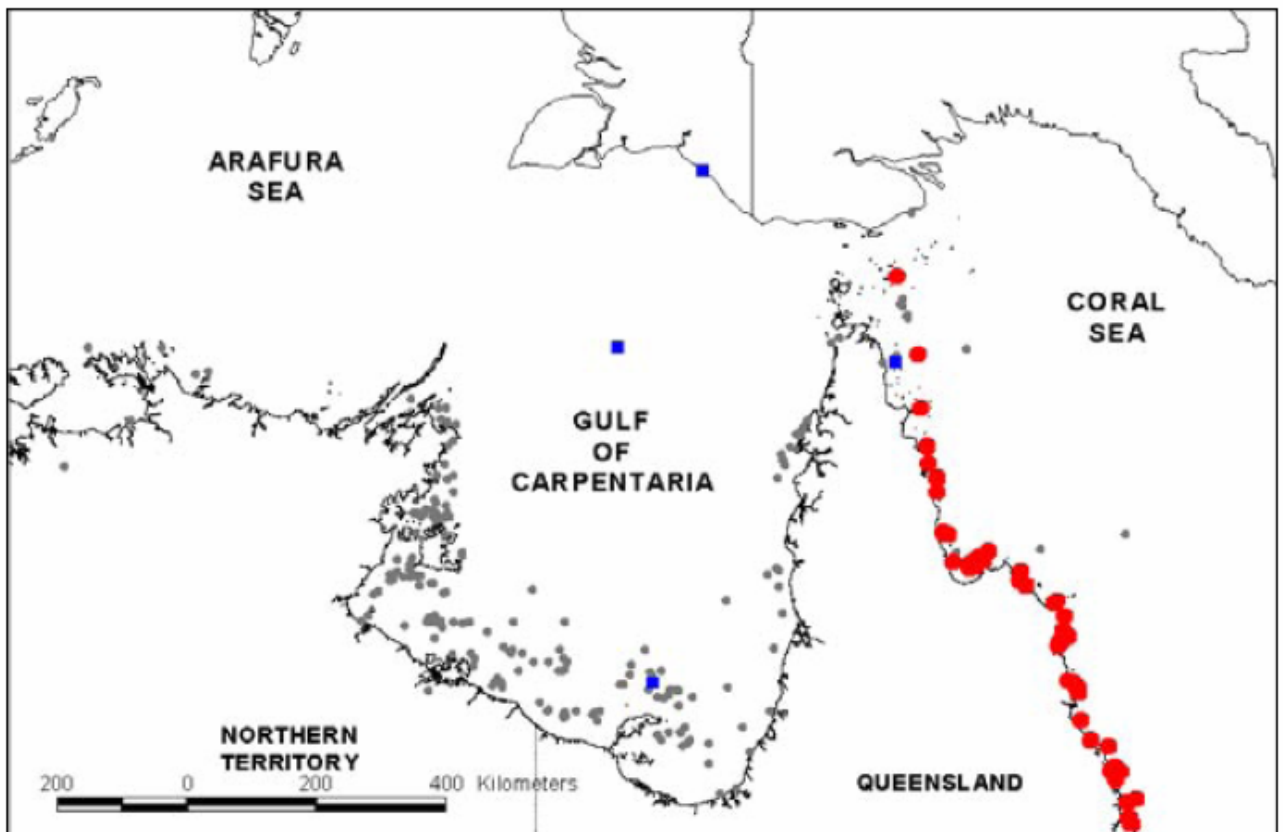 ARAFURA
SEA
CORAL
SEA
GULF
OF
CARPENTARIA
NORTHERN
TERRITORY
QUEENSLAND
200 0 200 400 Kilometers